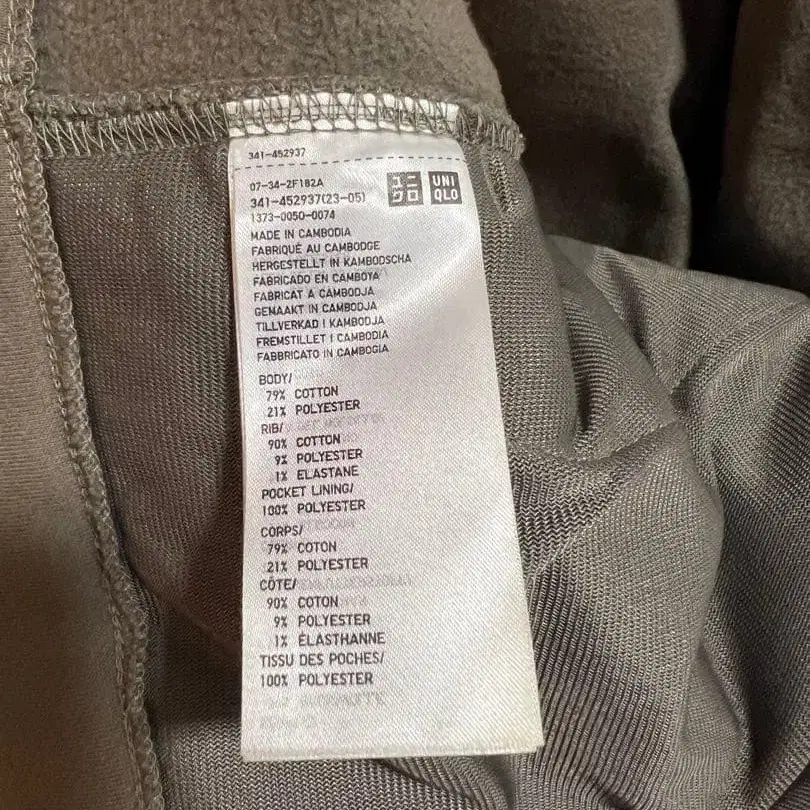 341-452937
07-34-2F182A
341-452937(23-05)
1373-0050-0074
ユニクロ
UNIQLO
MADE IN CAMBODIA
FABRIQUÉ AU CAMBODGE
HERGESTELLT IN KAMBODSCHA
FABRICADO EN CAMBOYA
FABRICAT A CAMBODJA
GEMAAKT IN CAMBODJA
TILLVERKAD I KAMBODJA
FREMSTILLET I CAMBODIA
FABBRICATO IN CAMBOGIA
BODY/
79% COTTON
21% POLYESTER
RIB/
90% COTTON
9% POLYESTER
1% ELASTANE
POCKET LINING/
100% POLYESTER
CORPS/
79% COTON
21% POLYESTER
CÔTE/
90% COTON
9% POLYESTER
1% ÉLASTHANNE
TISSU DES POCHES/
100% POLYESTER